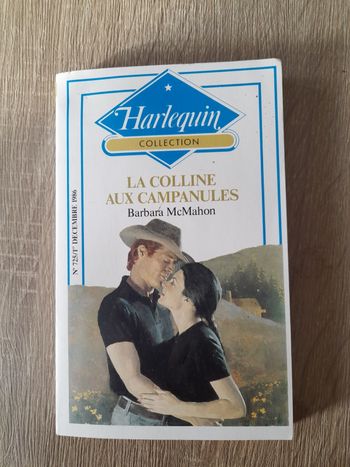 Harlequin
COLLECTION
LA COLLINE
AUX CAMPANULES
Barbara McMahon
N° 725/1er DECEMBRE 1986